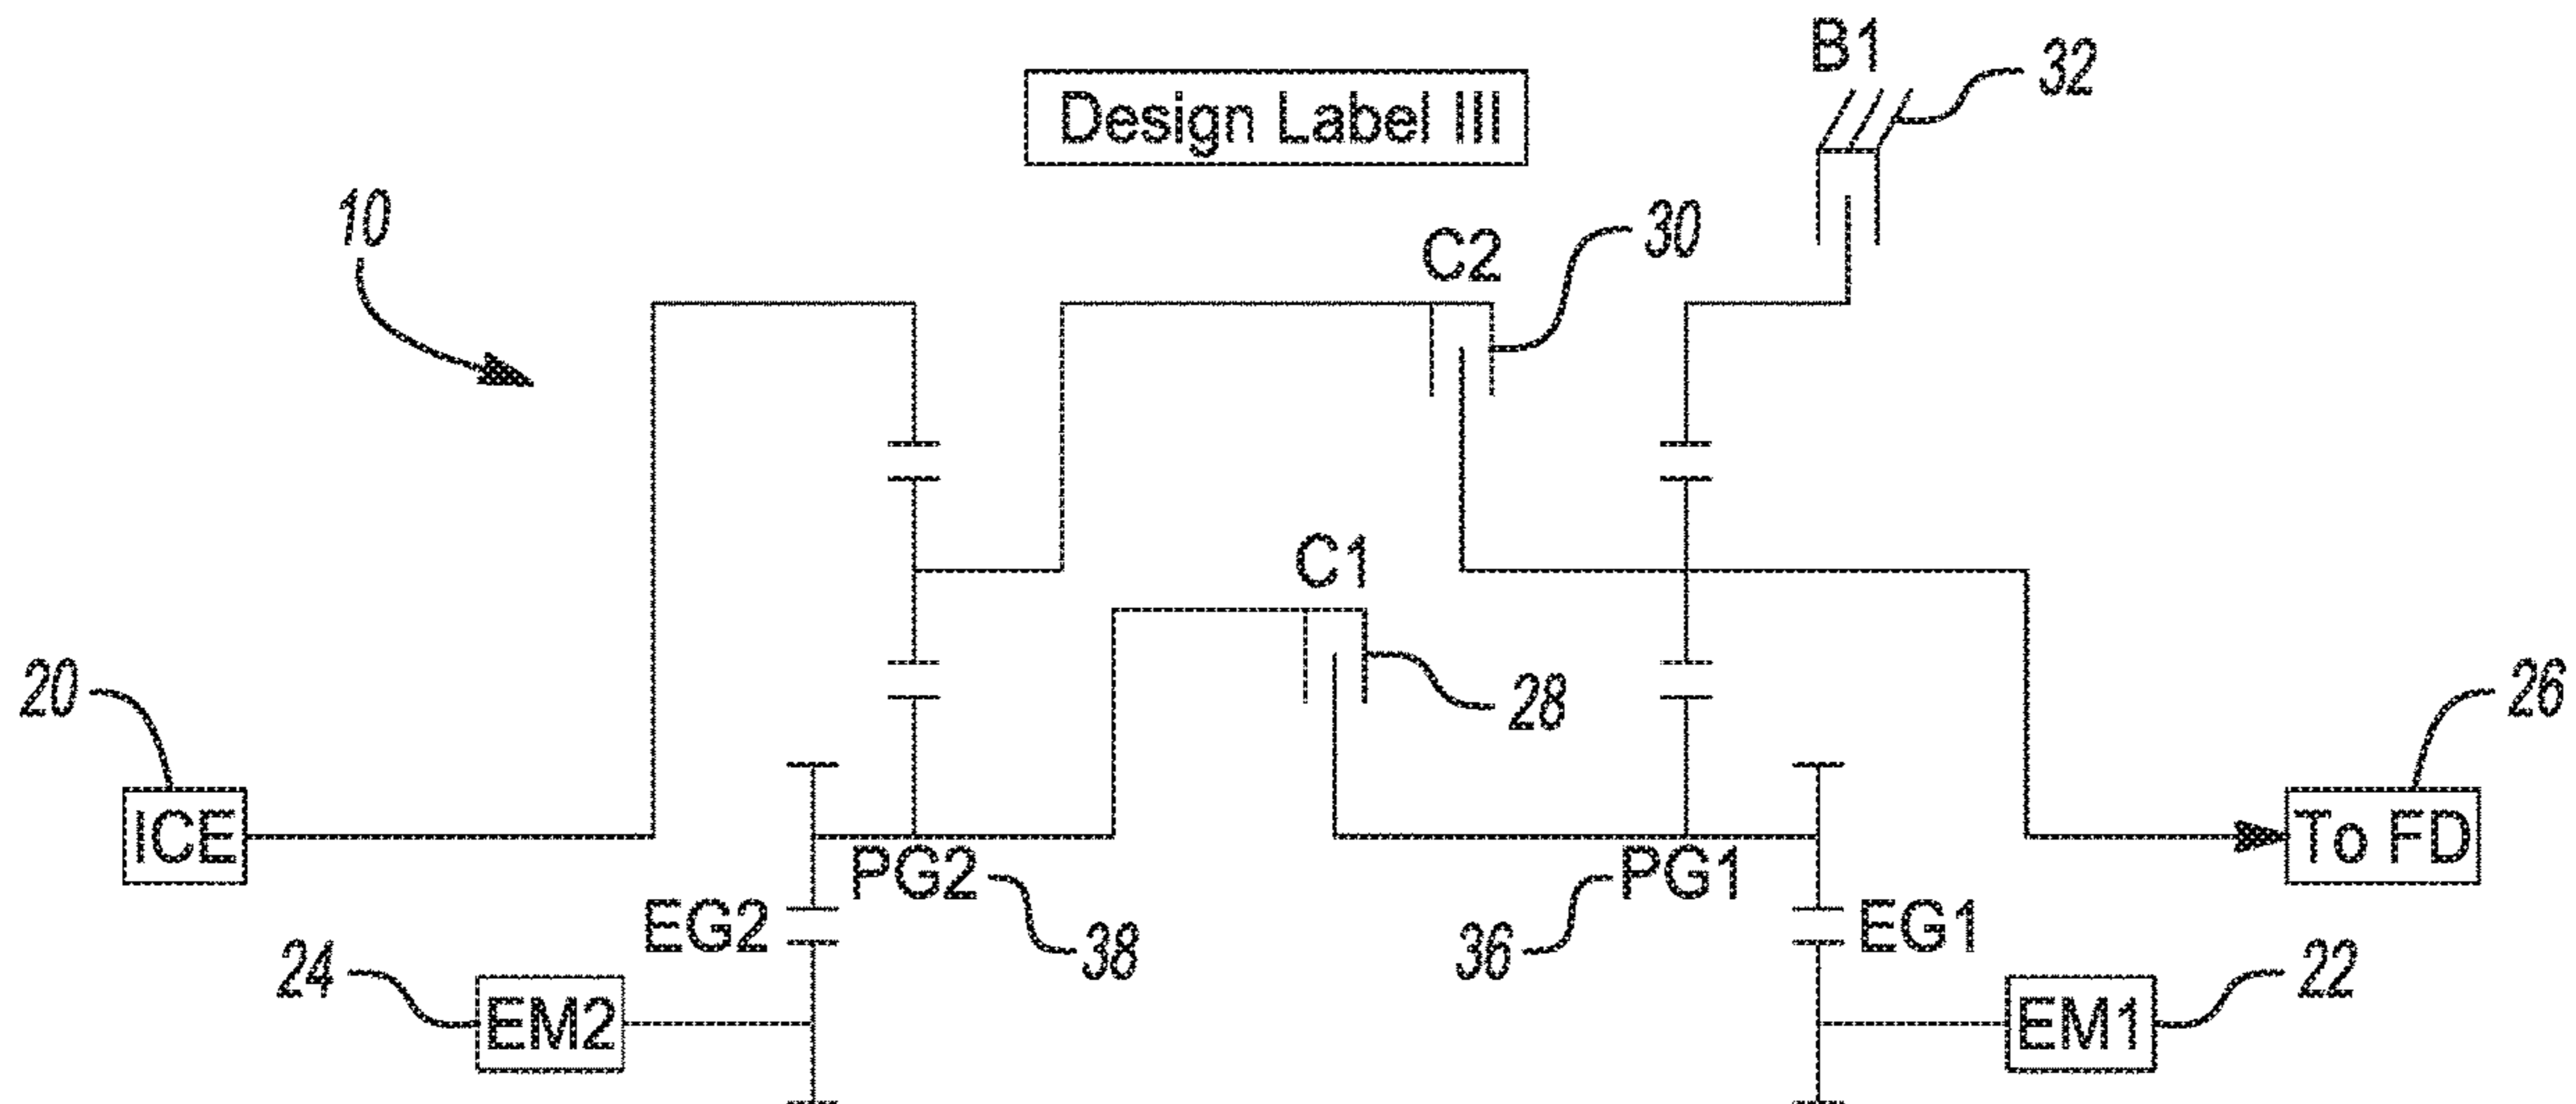 B1
32
Design Label III
10
C2
30
C1
20
28
26
ICE
To FD
PG2
PG1
EG2
EG1
24
38
36
22
EM2
EM1